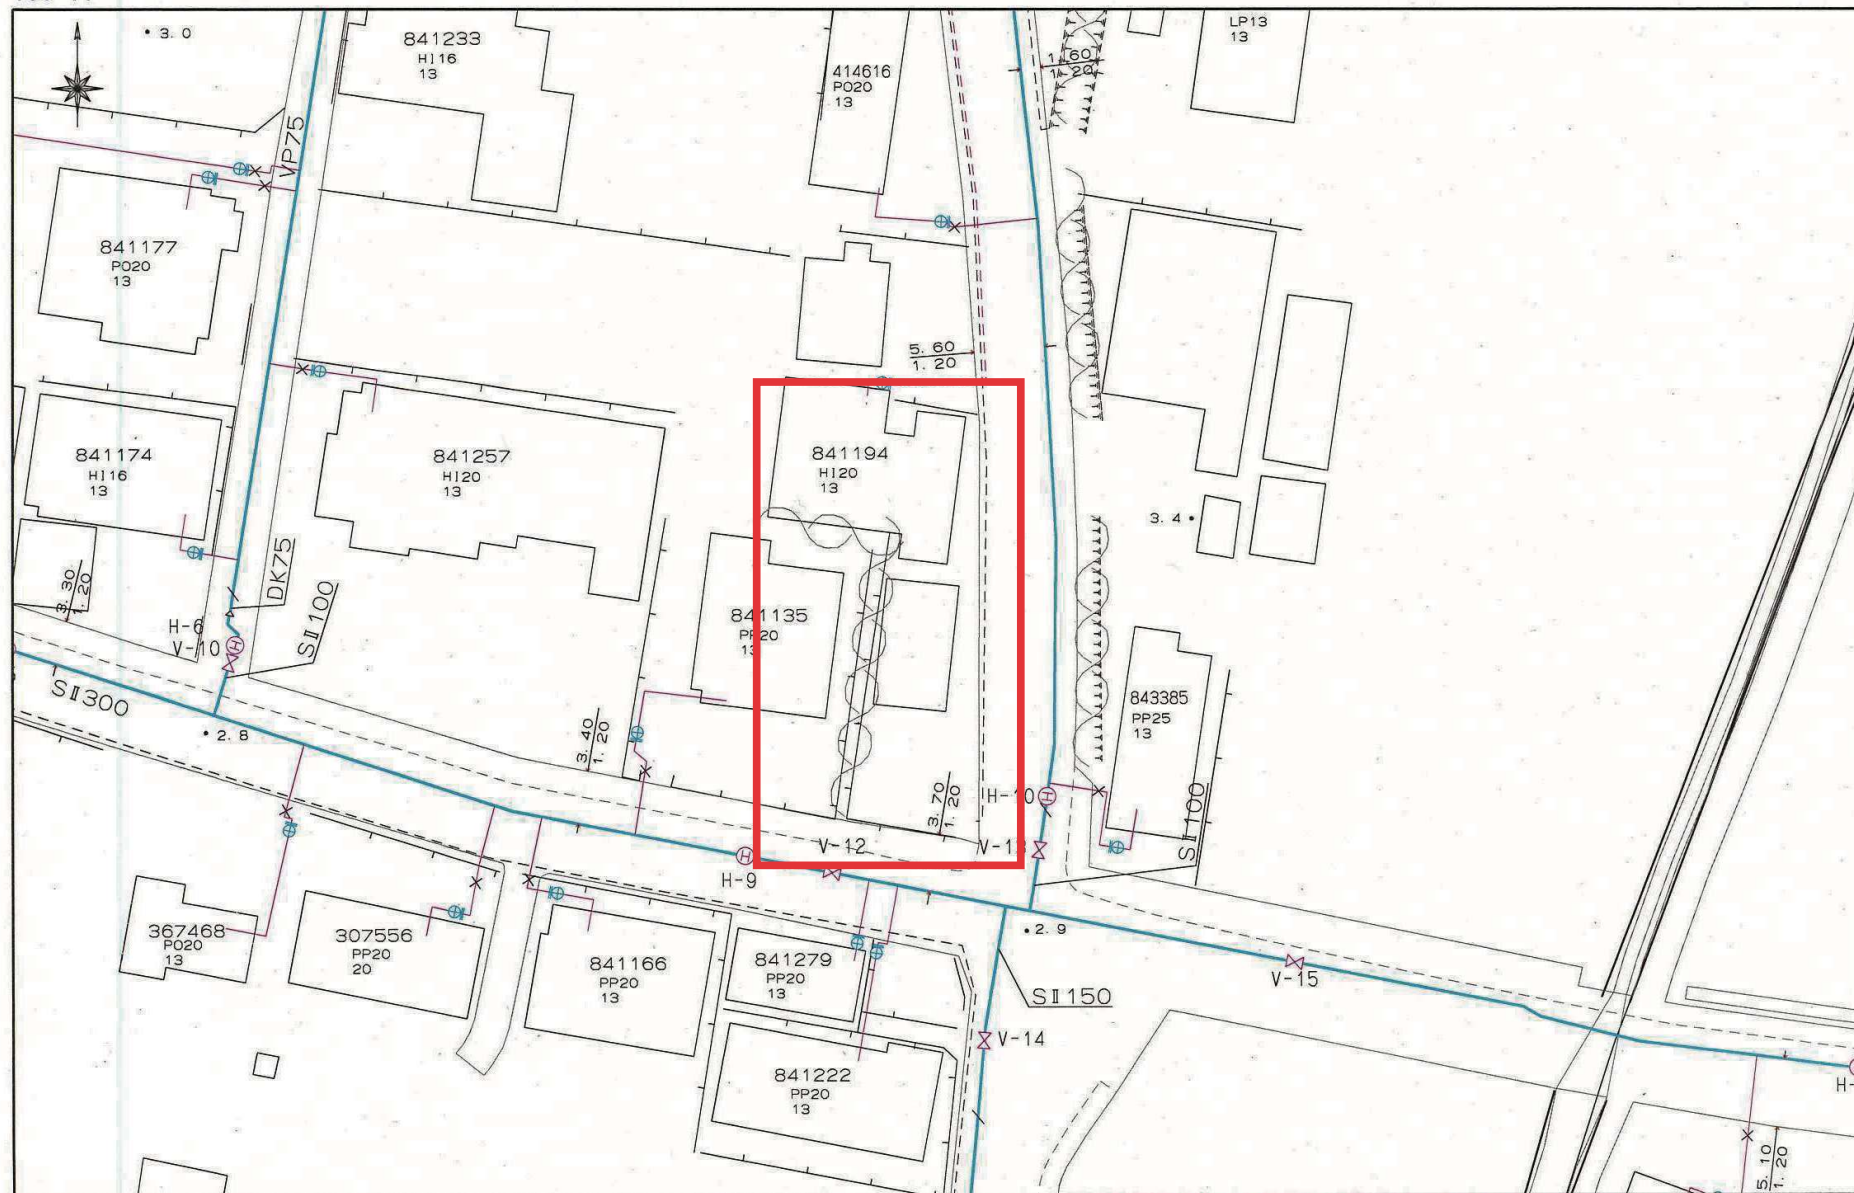 3. 0
841233
HI16
13
414616
PO20
13
1. 60
1. 20
LP13
13
VP75
841177
PO20
13
5. 60
1. 20
841174
HI16
13
841257
HI20
13
841194
HI20
13
3. 4
3. 30
1. 20
DK75
SⅡ100
H-6
V-10
841135
PP20
13
843385
PP25
13
SⅡ300
2. 8
3. 40
1. 20
3. 70
1. 20
H-10
SⅡ100
V-12
V-13
H-9
367468
PO20
13
307556
PP20
20
841166
PP20
13
841279
PP20
13
2. 9
V-15
SⅡ150
V-14
841222
PP20
13
H-
5. 10
1. 20